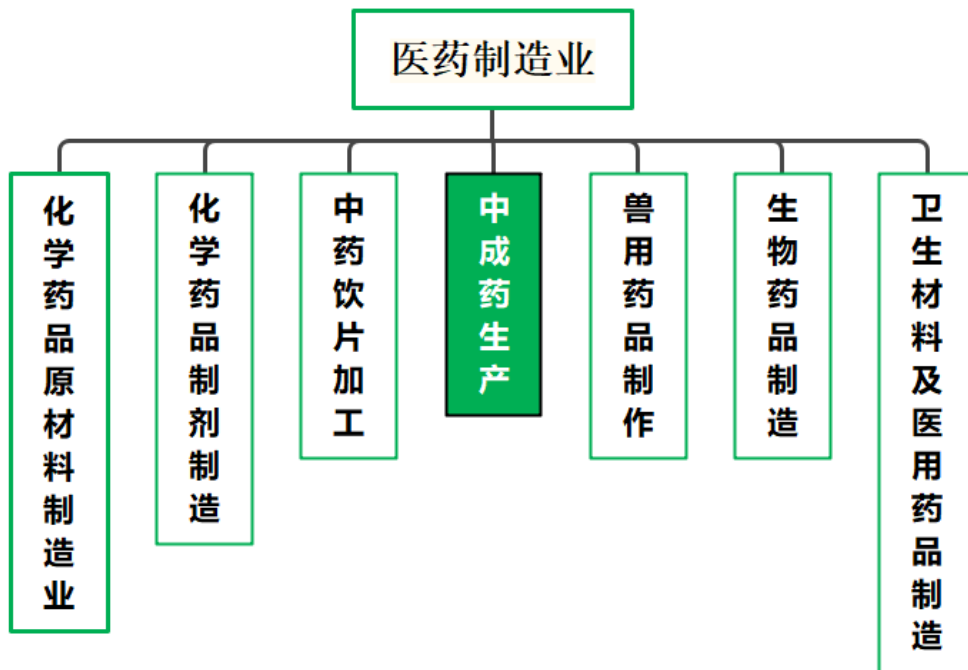 医药制造业
化学药品原材料制造业
化学药品制剂制造
中药饮片加工
中成药生产
兽用药品制作
生物药品制造
卫生材料及医用药品制造